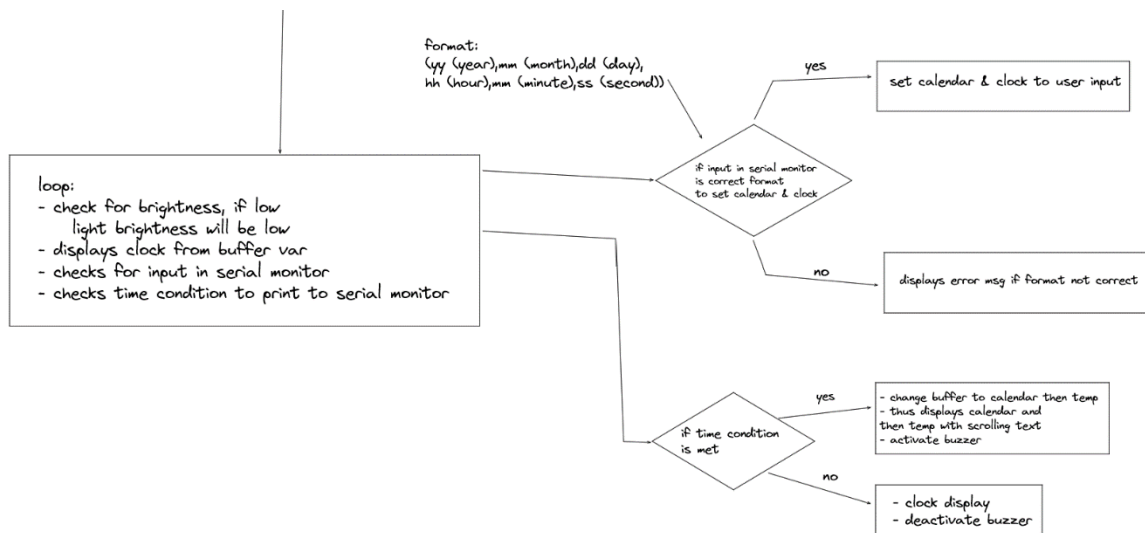 format:
(yy (year),mm (month),dd (day),
hh (hour),mm (minute),ss (second))
loop:
- check for brightness, if low
light brightness will be low
- displays clock from buffer var
- checks for input in serial monitor
- checks time condition to print to serial monitor
if input in serial monitor
is correct format
to set calendar & clock
yes
set calendar & clock to user input
no
displays error msg if format not correct
if time condition
is met
yes
- change buffer to calendar then temp
- thus displays calendar and
then temp with scrolling text
- activate buzzer
no
- clock display
- deactivate buzzer